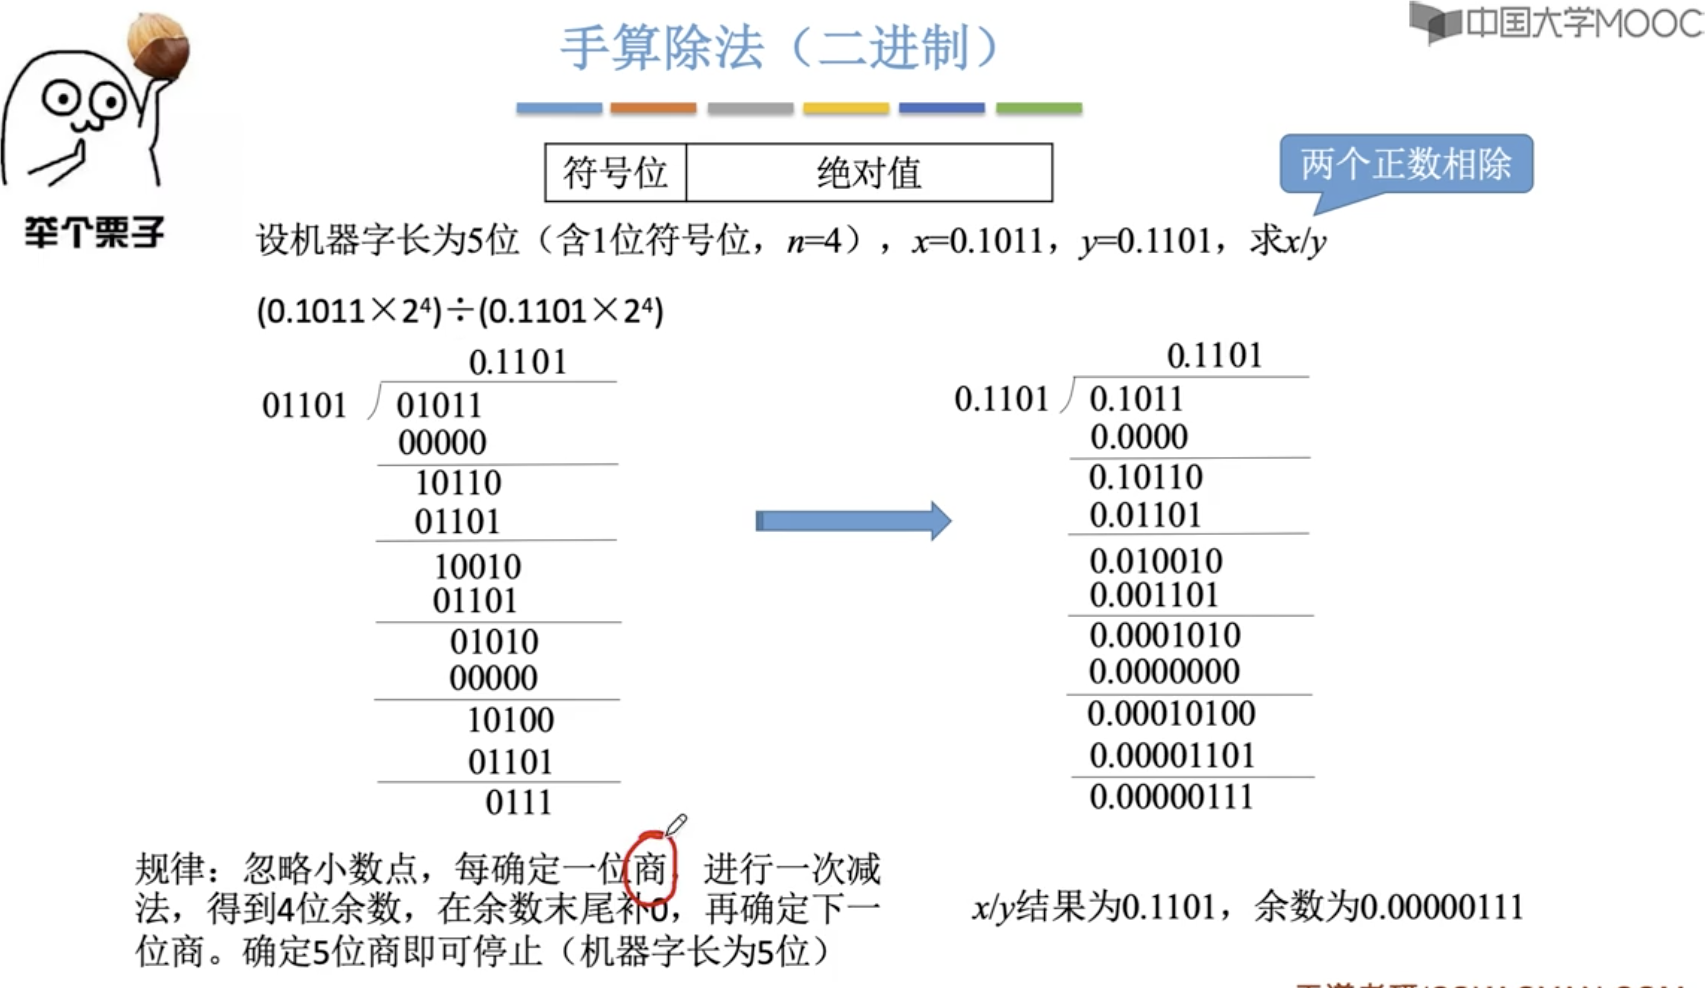 中国大学MOOC
手算除法（二进制）
符号位 绝对值
两个正数相除
举个栗子
设机器字长为5位（含1位符号位，n=4），x=0.1011，y=0.1101，求x/y
(0.1011×2⁴)÷(0.1101×2⁴)
0.1101
01101 01011
00000
10110
01101
10010
01101
01010
00000
10100
01101
0111
0.1101
0.1101 0.1011
0.0000
0.10110
0.01101
0.010010
0.001101
0.0001010
0.0000000
0.00010100
0.00001101
0.00000111
规律：忽略小数点，每确定一位商，进行一次减
法，得到4位余数，在余数末尾补0，再确定下一
位商。确定5位商即可停止（机器字长为5位）
x/y结果为0.1101，余数为0.00000111